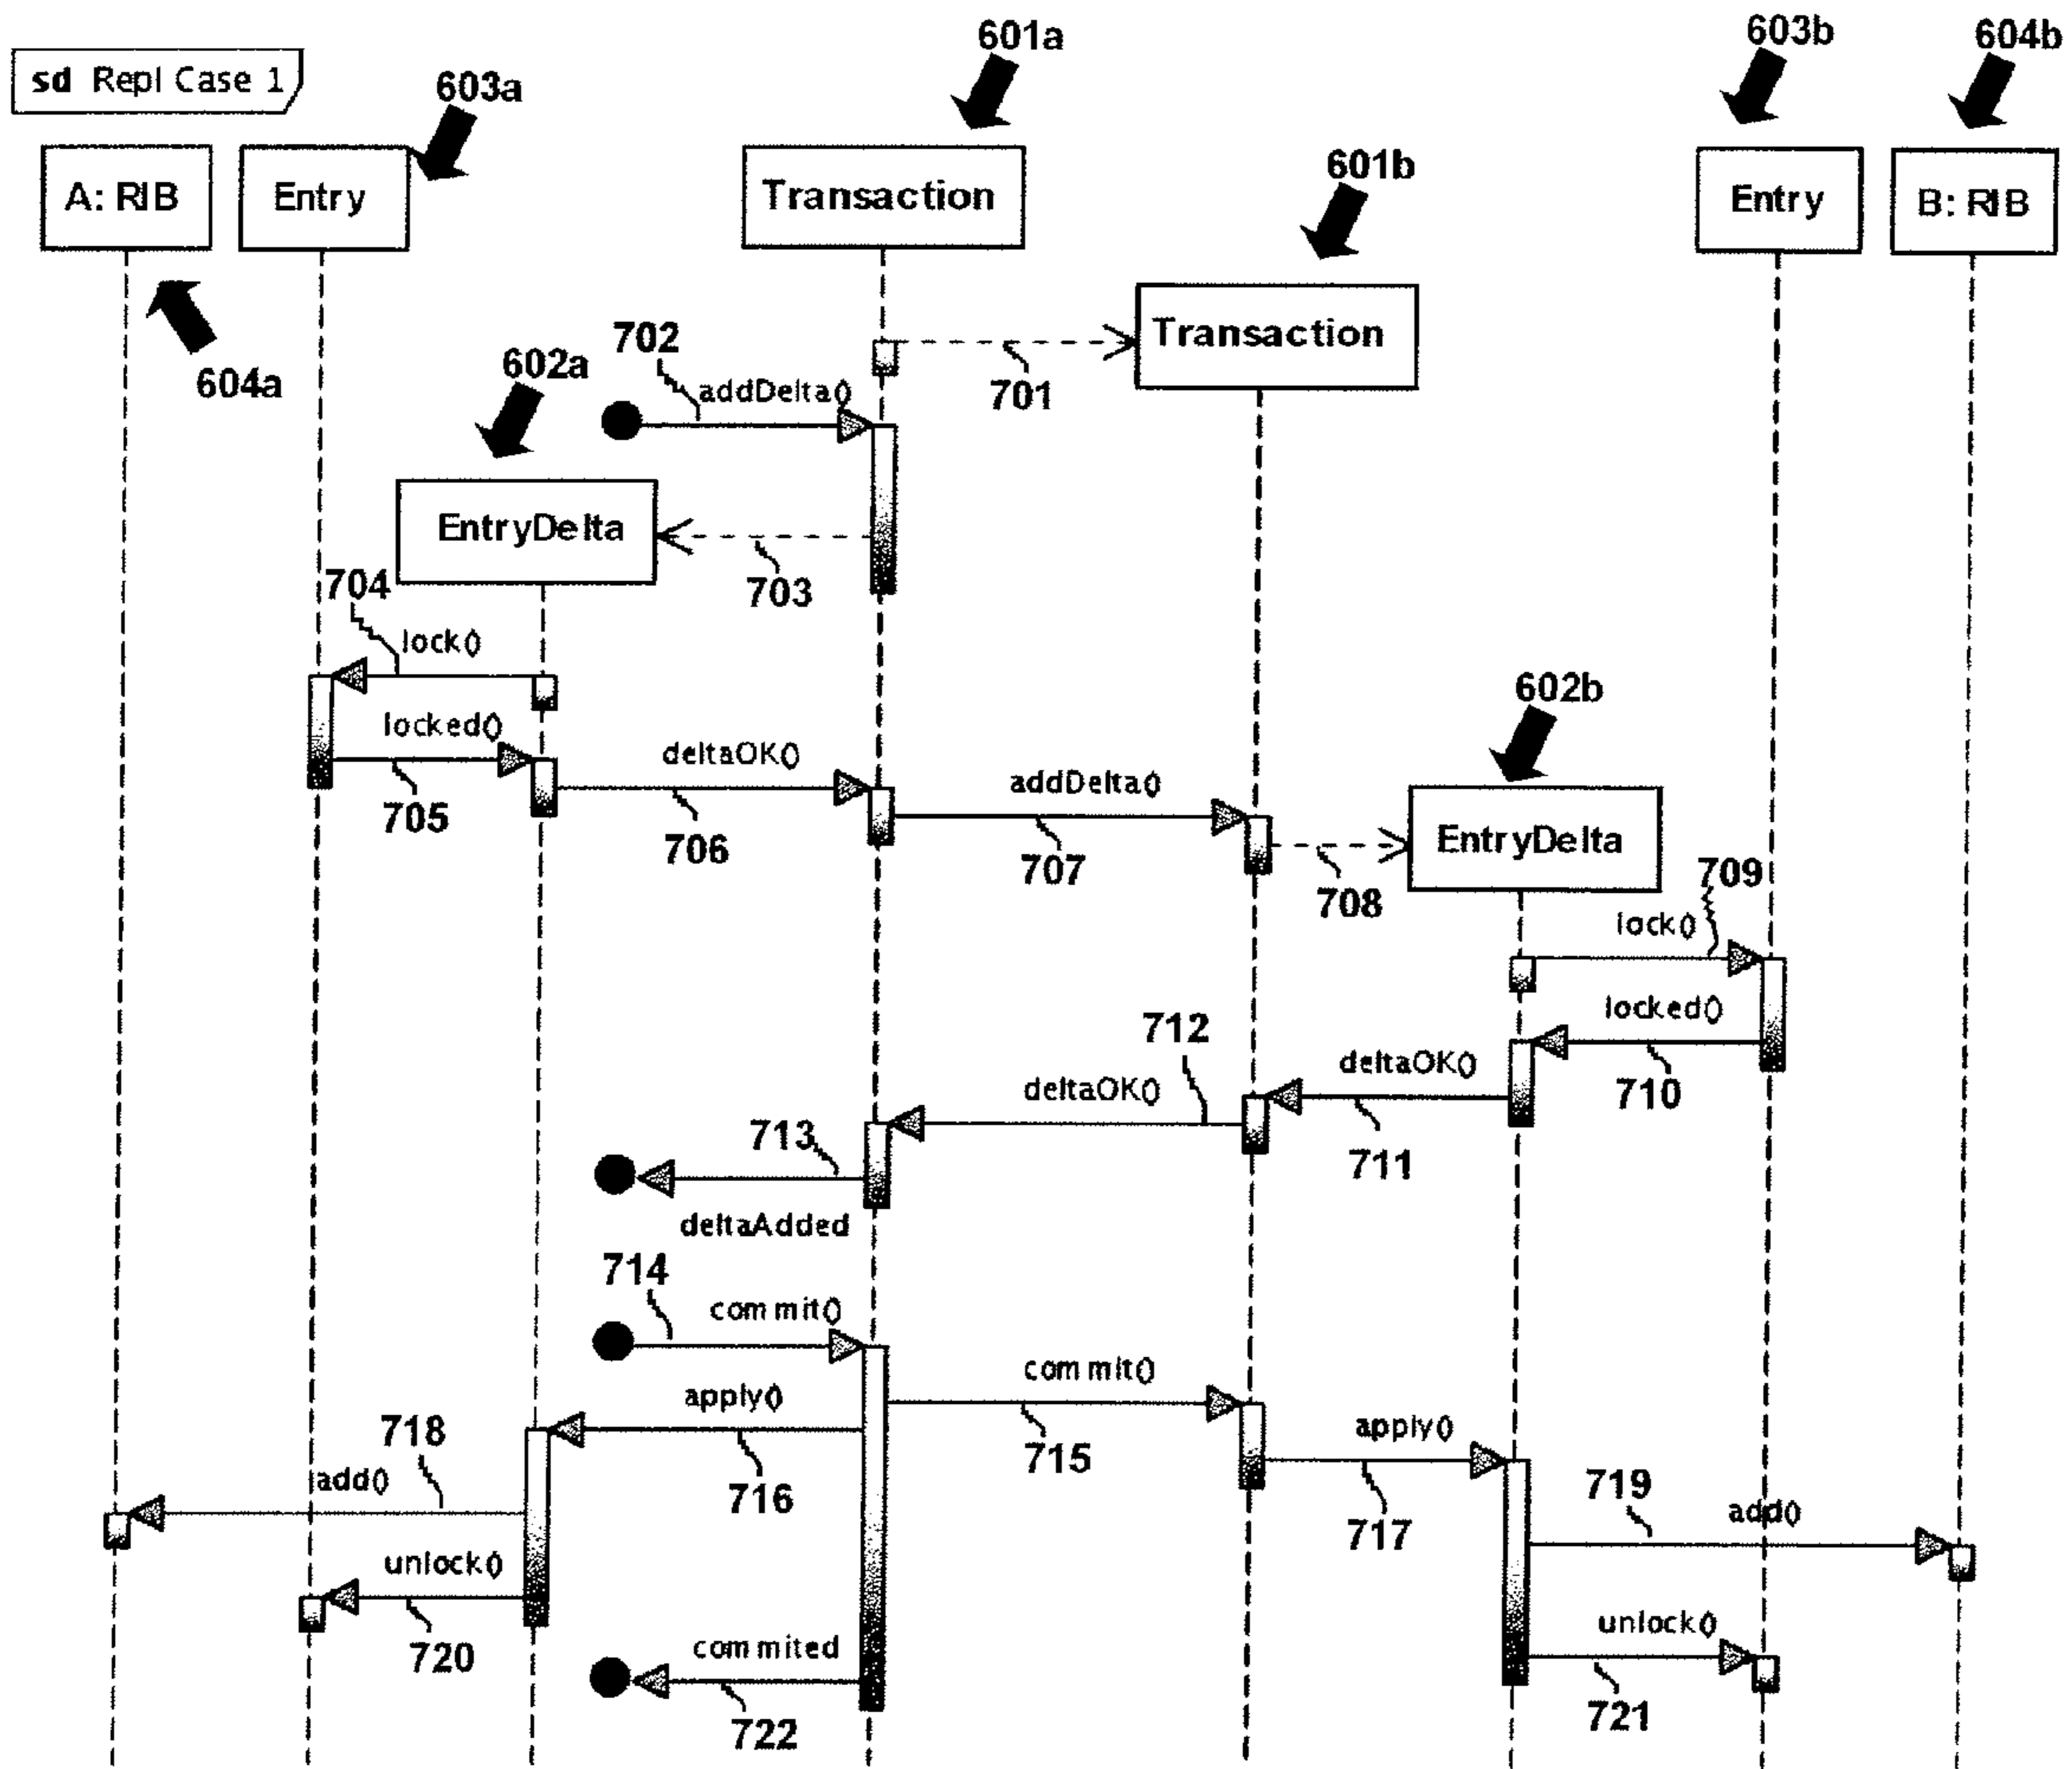 601a
603b
604b
sd Repl Case 1
603a
A: RIB
Entry
Transaction
601b
Entry
B: RIB
Transaction
604a
602a
702
addDelta()
701
EntryDelta
703
704
lock()
locked()
705
deltaOK()
706
addDelta()
707
602b
EntryDelta
708
709
lock()
locked()
710
712
deltaOK()
deltaOK()
711
713
deltaAdded
714
commit()
commit()
715
apply()
716
apply()
717
718
add()
719
add()
unlock()
720
unlock()
721
commited
722